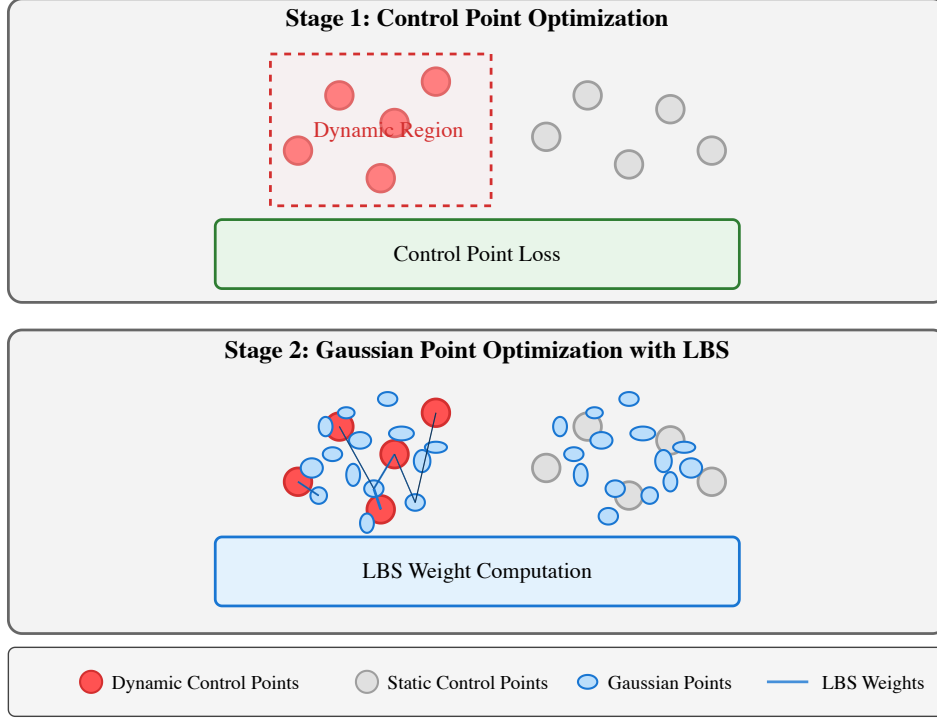 Stage 1: Control Point Optimization
Dynamic Region
Control Point Loss
Stage 2: Gaussian Point Optimization with LBS
LBS Weight Computation
Dynamic Control Points
Static Control Points
Gaussian Points
LBS Weights